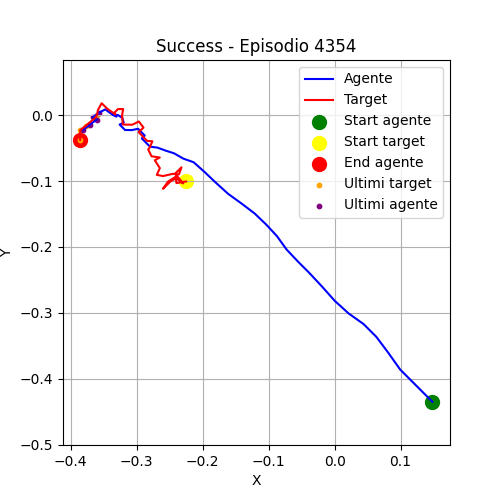 Success - Episodio 4354
Agente
Target
Start agente
Start target
End agente
Ultimi target
Ultimi agente
0.0
−0.1
−0.2
−0.3
−0.4
−0.5
Y
−0.4
−0.3
−0.2
−0.1
0.0
0.1
X